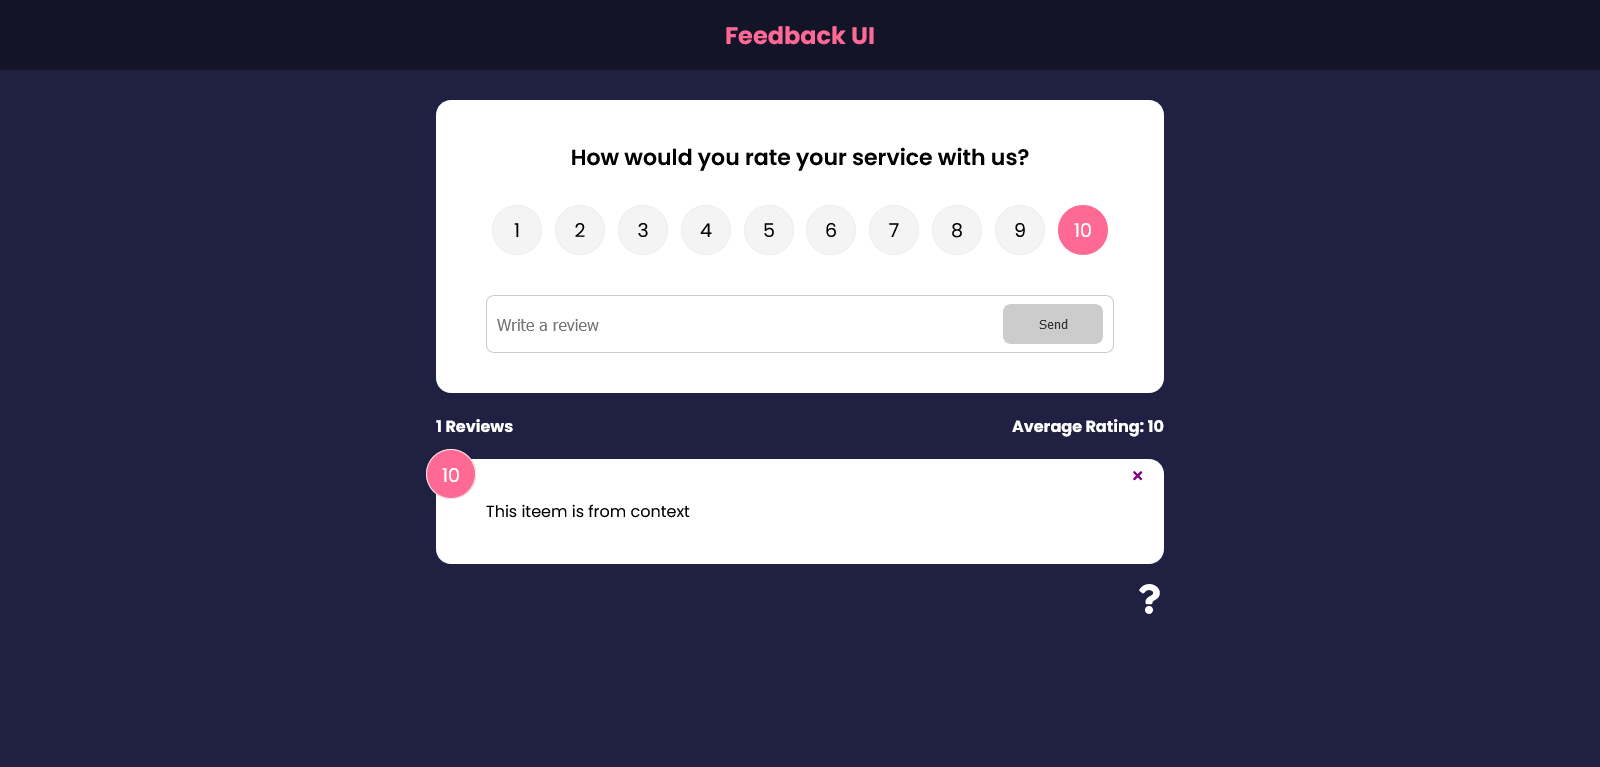 Feedback UI
How would you rate your service with us?
1 2 3 4 5 6 7 8 9 10
Write a review Send
1 Reviews Average Rating: 10
10
This iteem is from context
?